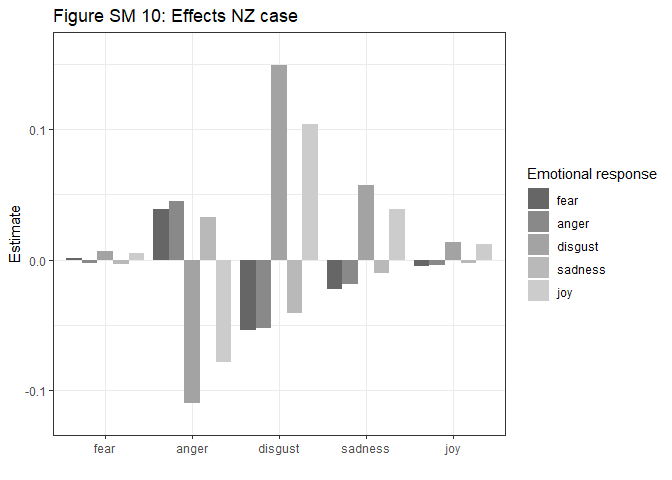 Figure SM 10: Effects NZ case
Estimate
0.1
0.0
-0.1
fear
anger
disgust
sadness
joy
Emotional response
fear
anger
disgust
sadness
joy